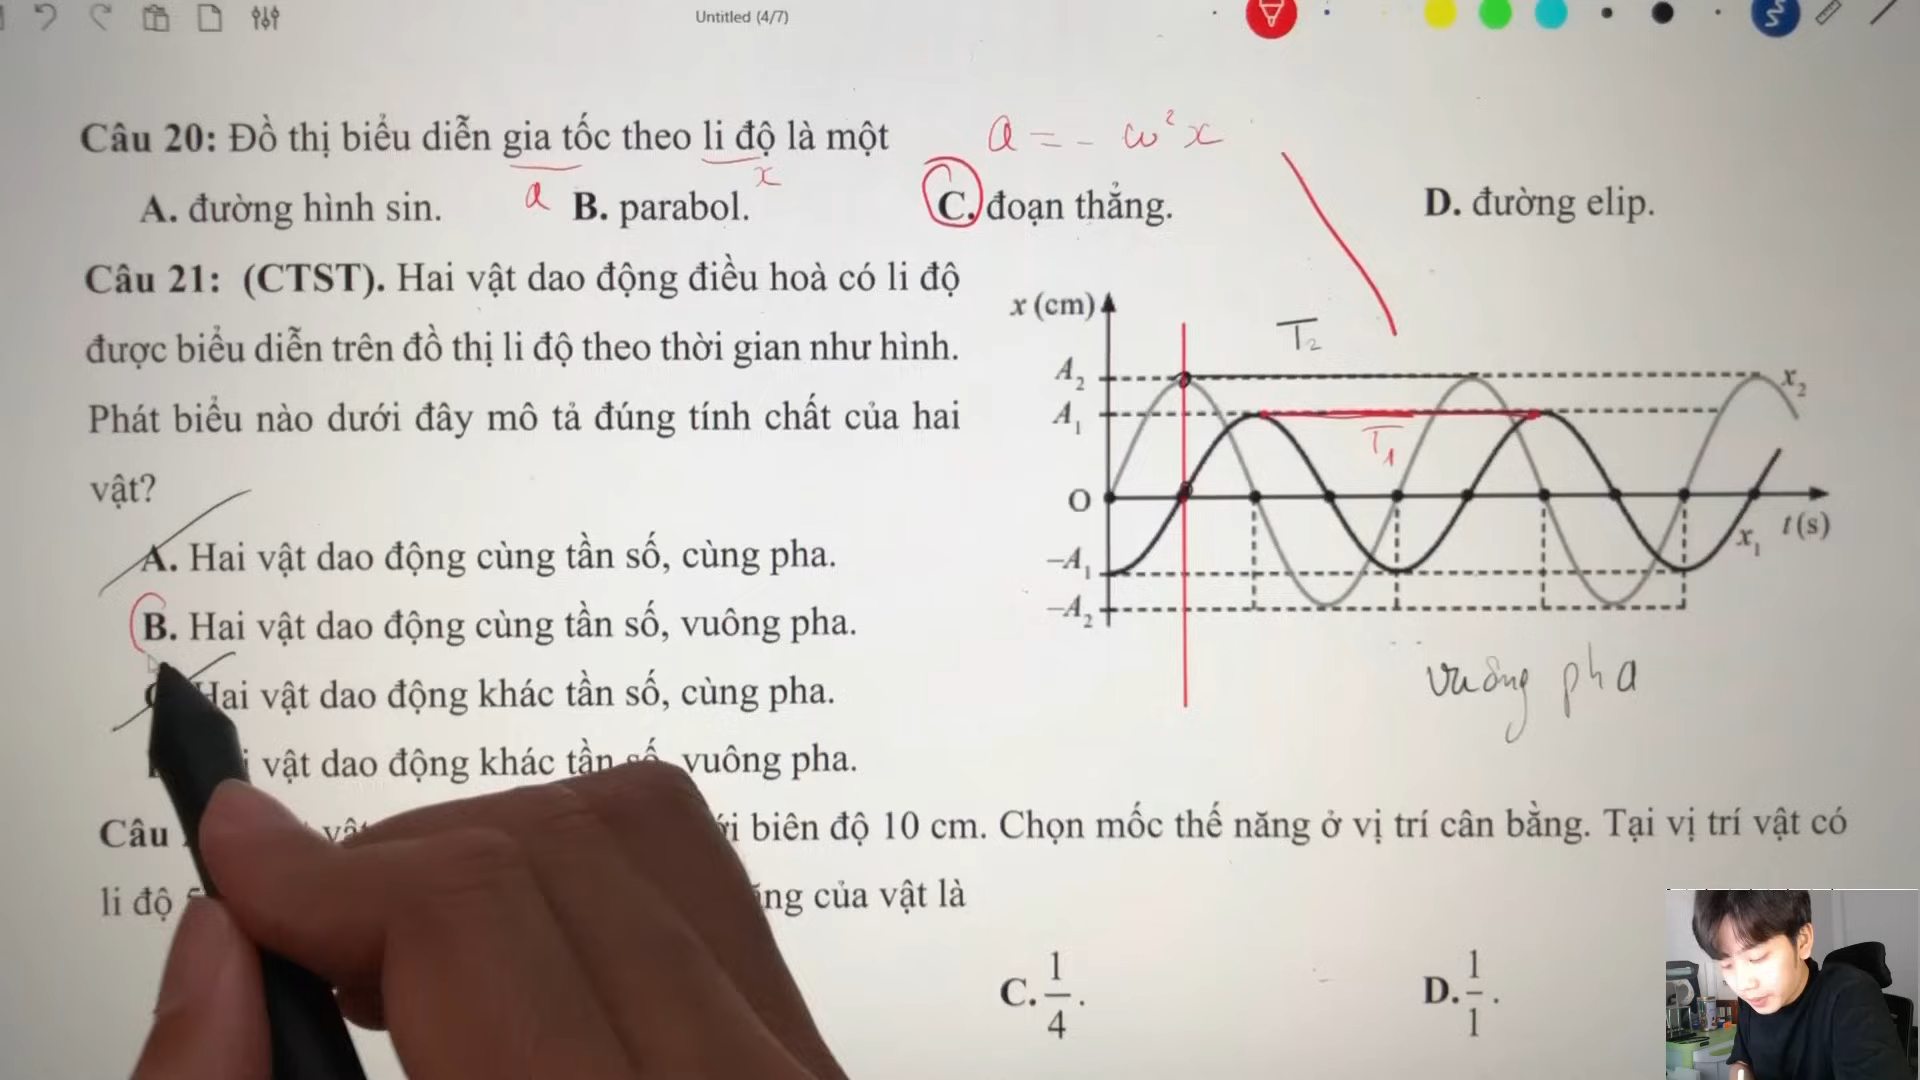 Untitled (4/7)
Câu 20: Đồ thị biểu diễn gia tốc theo li độ là một
a = - ω²x
a
x
A. đường hình sin.
B. parabol.
C. đoạn thẳng.
D. đường elip.
Câu 21: (CTST). Hai vật dao động điều hoà có li độ
được biểu diễn trên đồ thị li độ theo thời gian như hình.
Phát biểu nào dưới đây mô tả đúng tính chất của hai
vật?
A. Hai vật dao động cùng tần số, cùng pha.
B. Hai vật dao động cùng tần số, vuông pha.
Hai vật dao động khác tần số, cùng pha.
vật dao động khác tần số, vuông pha.
x (cm)
T₂
A₂
x₂
A₁
T₁
O
t (s)
x₁
−A₁
−A₂
vuông pha
Câu
biên độ 10 cm. Chọn mốc thế năng ở vị trí cân bằng. Tại vị trí vật có
li độ
của vật là
C. 1/4.
D. 1/1.